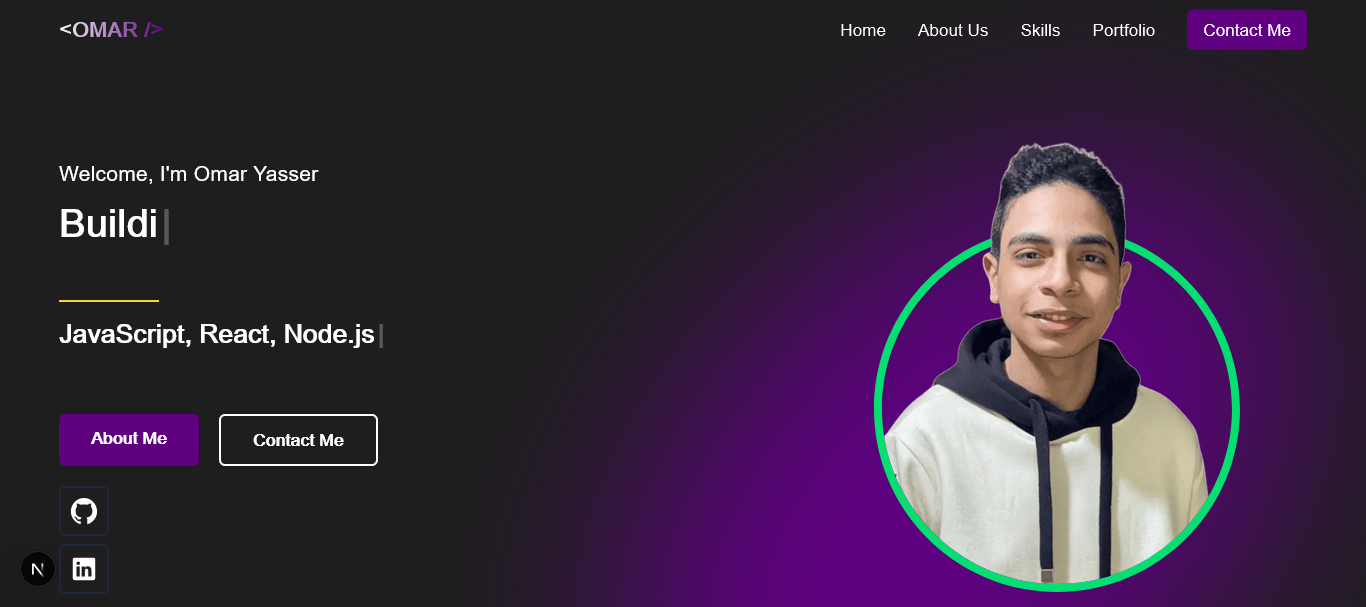 <OMAR />
Home About Us Skills Portfolio Contact Me
Welcome, I'm Omar Yasser
Buildi|
JavaScript, React, Node.js|
About Me Contact Me
in
N